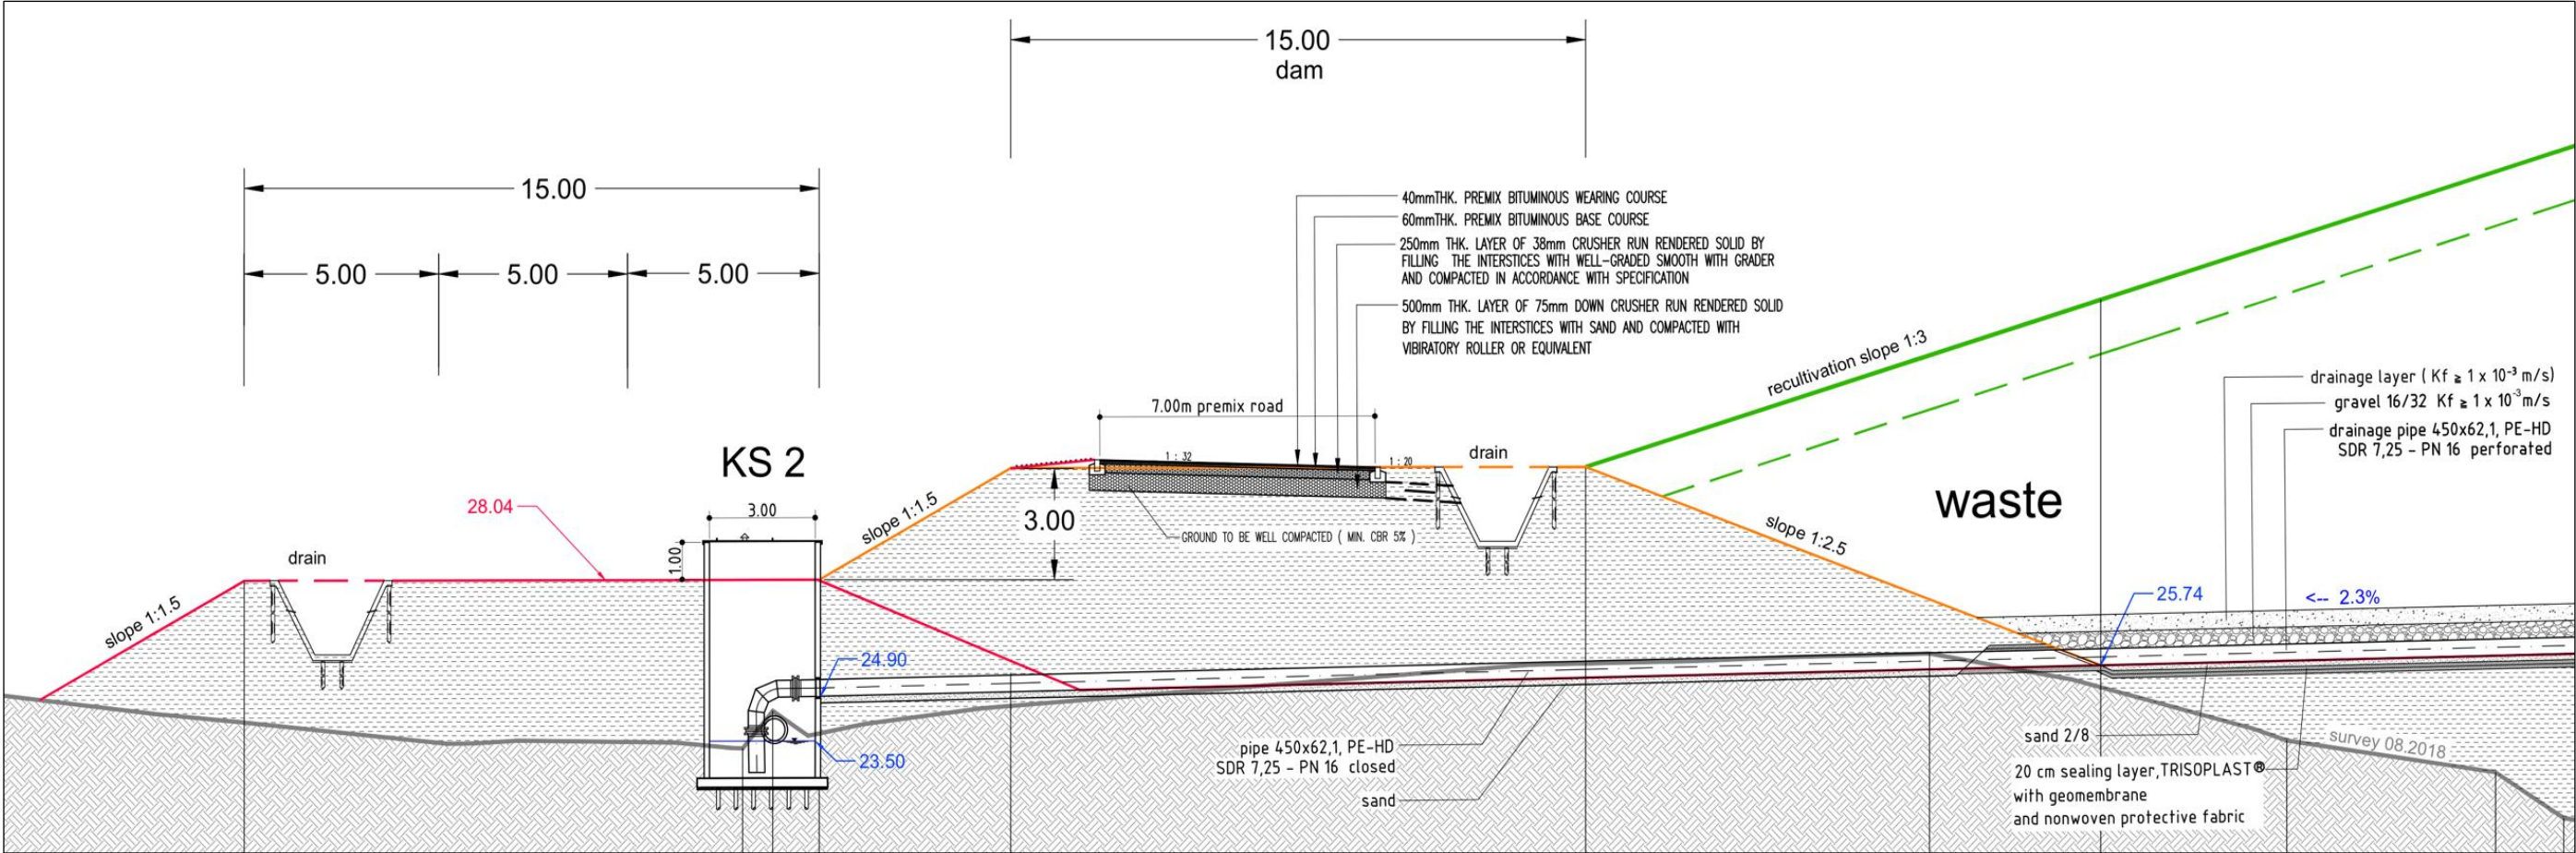 15.00
dam
15.00
5.00
5.00
5.00
40mmTHK. PREMIX BITUMINOUS WEARING COURSE
60mmTHK. PREMIX BITUMINOUS BASE COURSE
250mm THK. LAYER OF 38mm CRUSHER RUN RENDERED SOLID BY
FILLING THE INTERSTICES WITH WELL-GRADED SMOOTH WITH GRADER
AND COMPACTED IN ACCORDANCE WITH SPECIFICATION
500mm THK. LAYER OF 75mm DOWN CRUSHER RUN RENDERED SOLID
BY FILLING THE INTERSTICES WITH SAND AND COMPACTED WITH
VIBIRATORY ROLLER OR EQUIVALENT
recultivation slope 1:3
drainage layer ( Kf ≥ 1 x 10⁻³ m/s)
gravel 16/32 Kf ≥ 1 x 10⁻³m/s
drainage pipe 450x62,1, PE-HD
SDR 7,25 - PN 16 perforated
7.00m premix road
KS 2
1 : 32
1 : 20
drain
waste
28.04
3.00
slope 1:1.5
3.00
slope 1:2.5
GROUND TO BE WELL COMPACTED ( MIN. CBR 5% )
1.00
drain
slope 1:1.5
25.74
<-- 2.3%
24.90
23.50
pipe 450x62,1, PE-HD
SDR 7,25 - PN 16 closed
sand
sand 2/8
survey 08.2018
20 cm sealing layer,TRISOPLAST®
with geomembrane
and nonwoven protective fabric